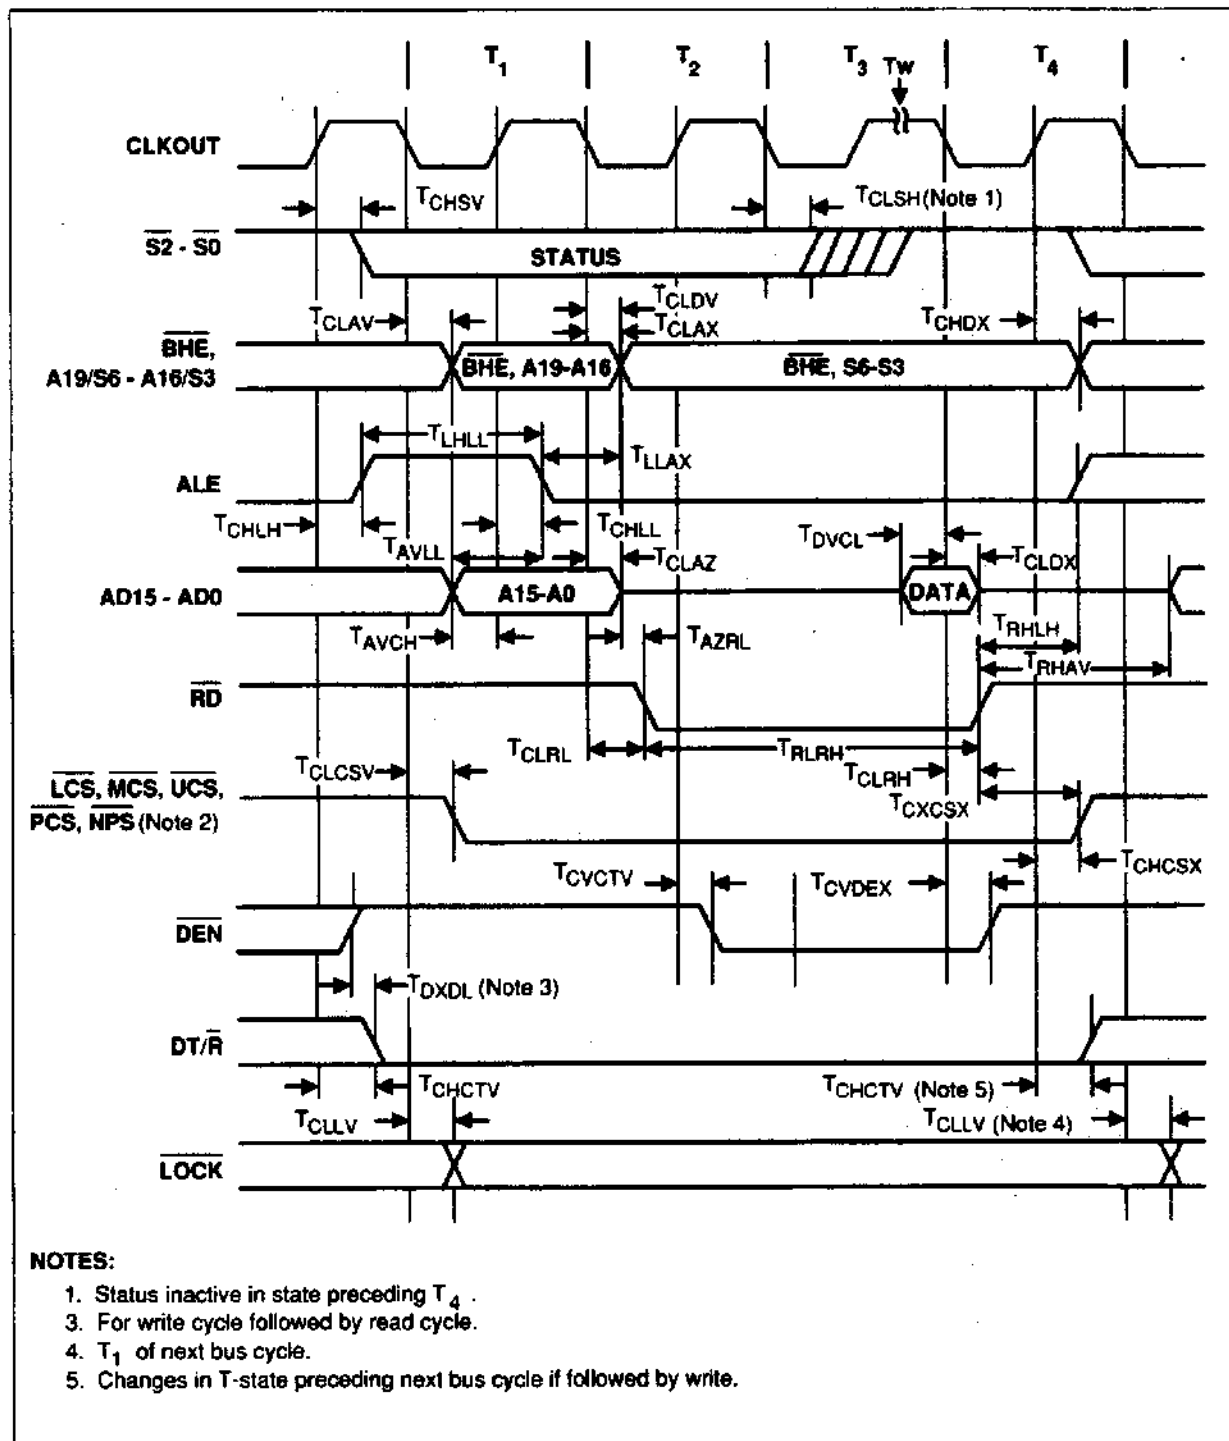 T1 T2 T3 TW T4
CLKOUT
TCHSV TCLSH (Note 1)
S2 - S0 STATUS
TCLDV
TCLAV TCLAX TCHDX
BHE,
A19/S6 - A16/S3
BHE, A19-A16 BHE, S6-S3
TLHLL
TLLAX
ALE
TCHLH TCHLL TDVCL
TAVLL TCLAZ TCLDX
AD15 - AD0 A15-A0 DATA
TAVCH TAZRL TRHLH
TRHAV
RD
TCLRL TRLRH
TCLCSV TCLRH
LCS, MCS, UCS,
PCS, NPS (Note 2)
TCXCSX
TCVCTV TCVDEX TCHCSX
DEN
TDXDL (Note 3)
DT/R
TCHCTV TCHCTV (Note 5)
TCLLV TCLLV (Note 4)
LOCK
NOTES:
1. Status inactive in state preceding T4 .
3. For write cycle followed by read cycle.
4. T1 of next bus cycle.
5. Changes in T-state preceding next bus cycle if followed by write.